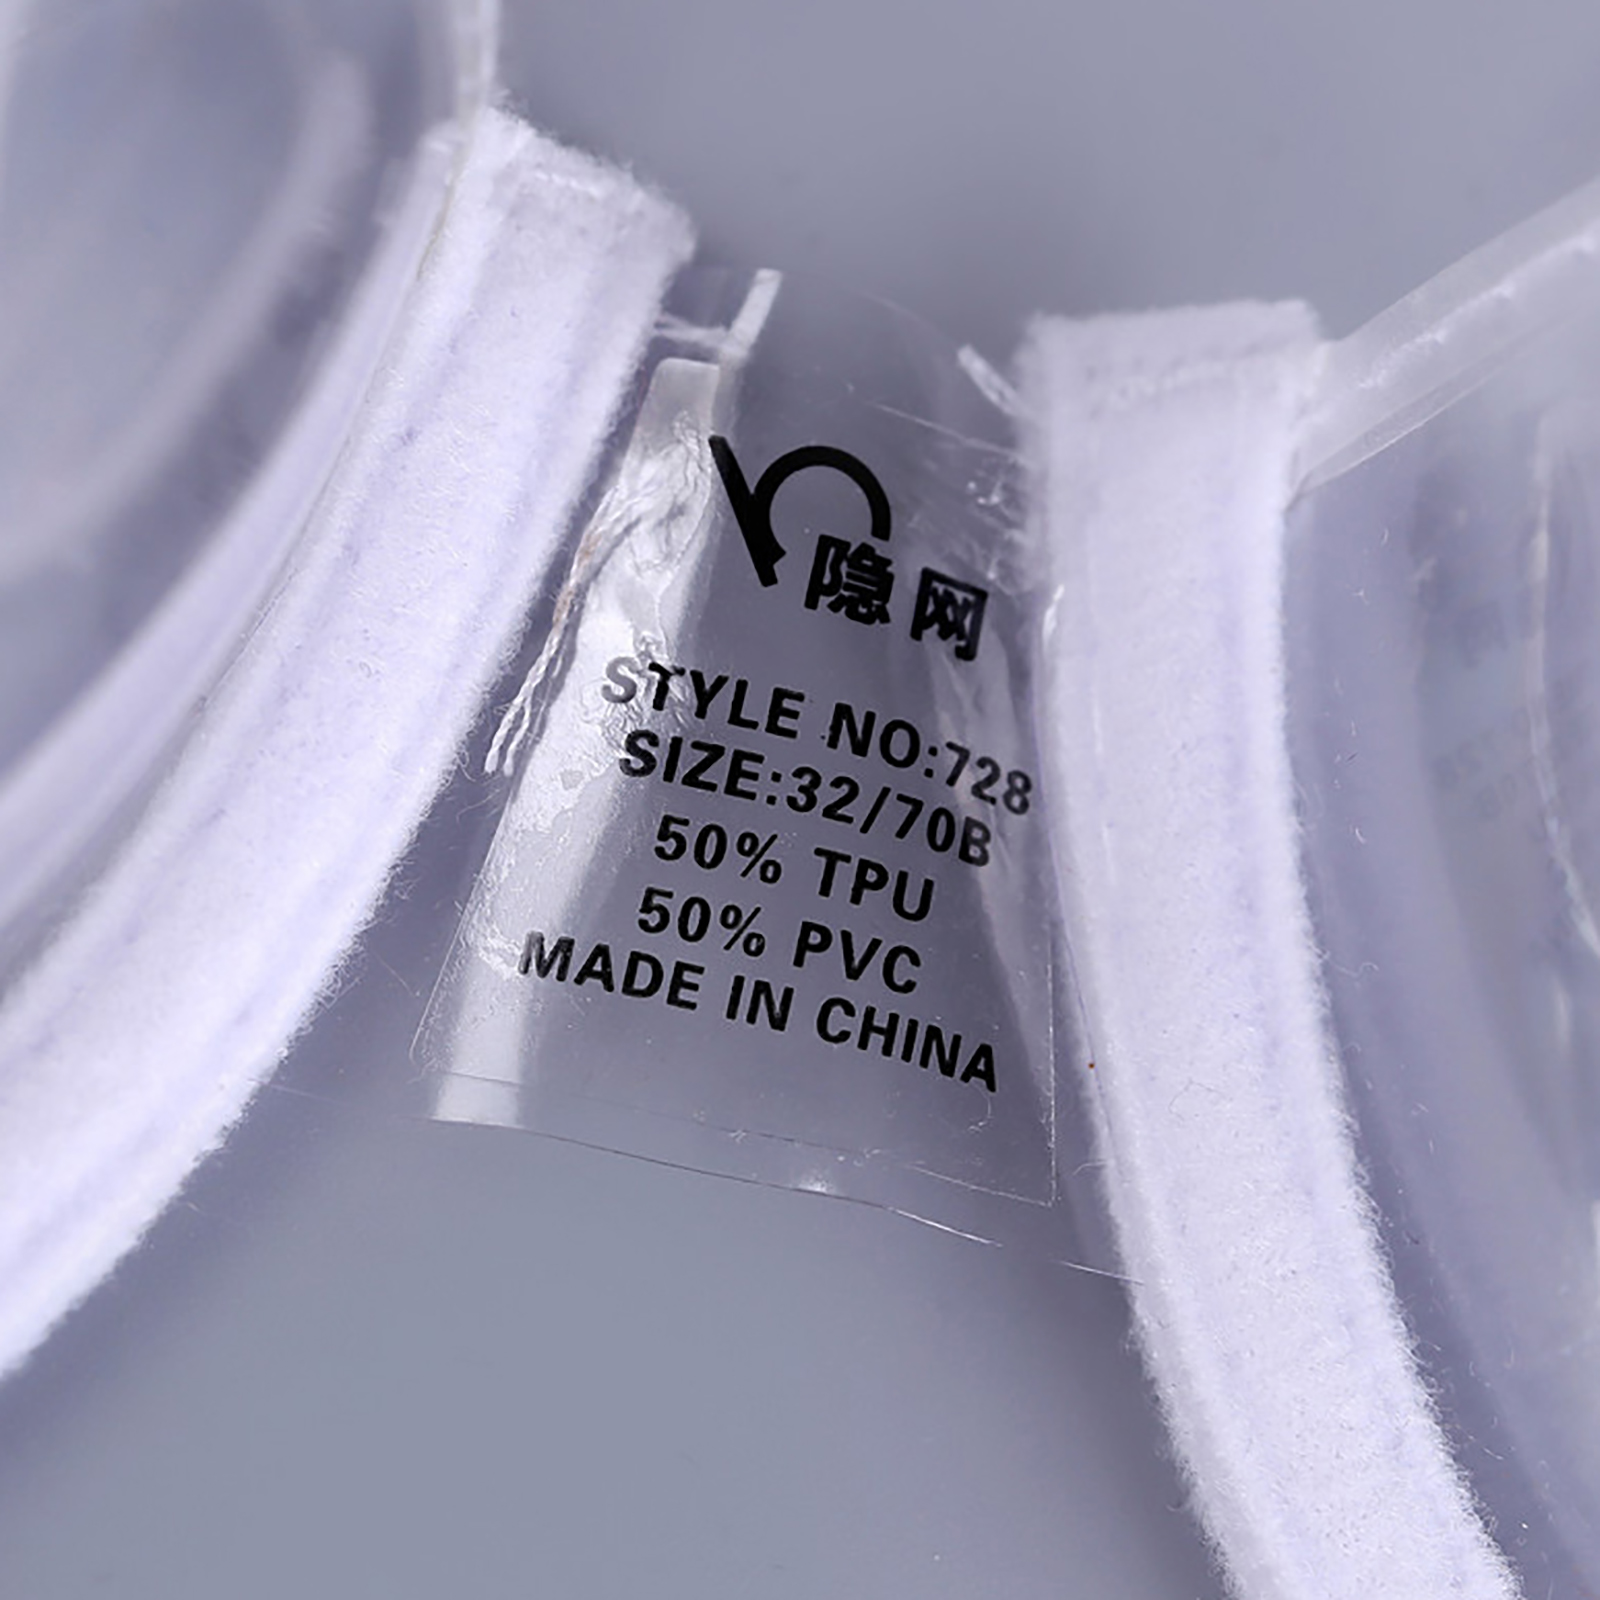 隐网
STYLE NO:728
SIZE:32/70B
50% TPU
50% PVC
MADE IN CHINA